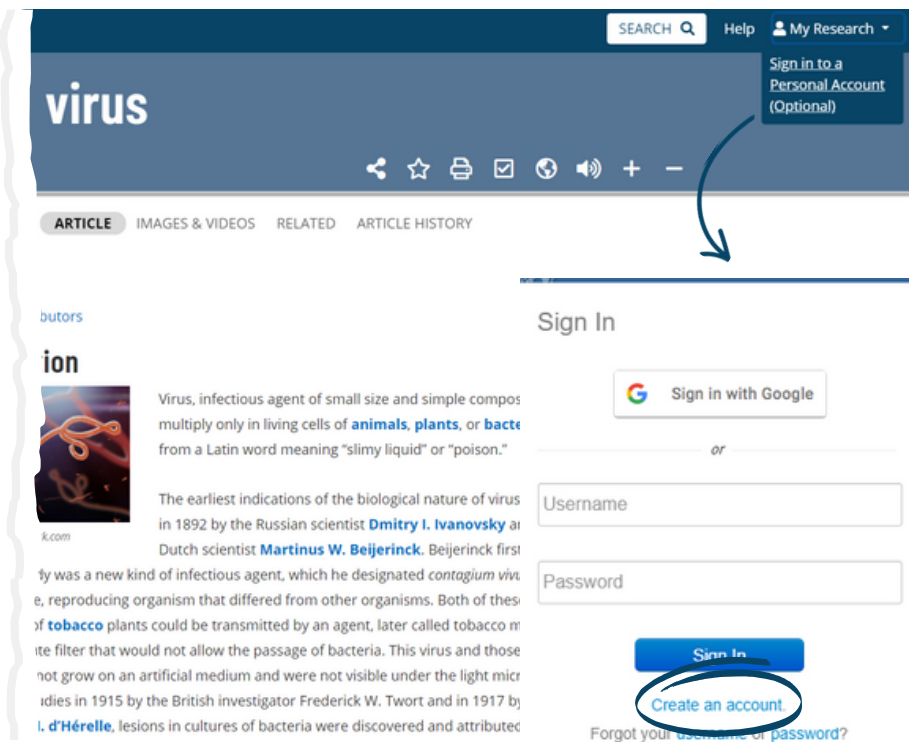 SEARCH Help My Research
Sign in to a
Personal Account
(Optional)
virus
ARTICLE IMAGES & VIDEOS RELATED ARTICLE HISTORY
butors
ion
Virus, infectious agent of small size and simple compos
multiply only in living cells of animals, plants, or bacte
from a Latin word meaning “slimy liquid” or “poison.”
The earliest indications of the biological nature of virus
in 1892 by the Russian scientist Dmitry I. Ivanovsky a
Dutch scientist Martinus W. Beijerinck. Beijerinck first
k.com
ly was a new kind of infectious agent, which he designated contagium viv
e, reproducing organism that differed from other organisms. Both of thes
of tobacco plants could be transmitted by an agent, later called tobacco m
te filter that would not allow the passage of bacteria. This virus and those
not grow on an artificial medium and were not visible under the light micr
idies in 1915 by the British investigator Frederick W. Twort and in 1917 by
I. d’Hérelle, lesions in cultures of bacteria were discovered and attributed
Sign In
Sign in with Google
or
Username
Password
Sign In
Create an account.
Forgot your username or password?